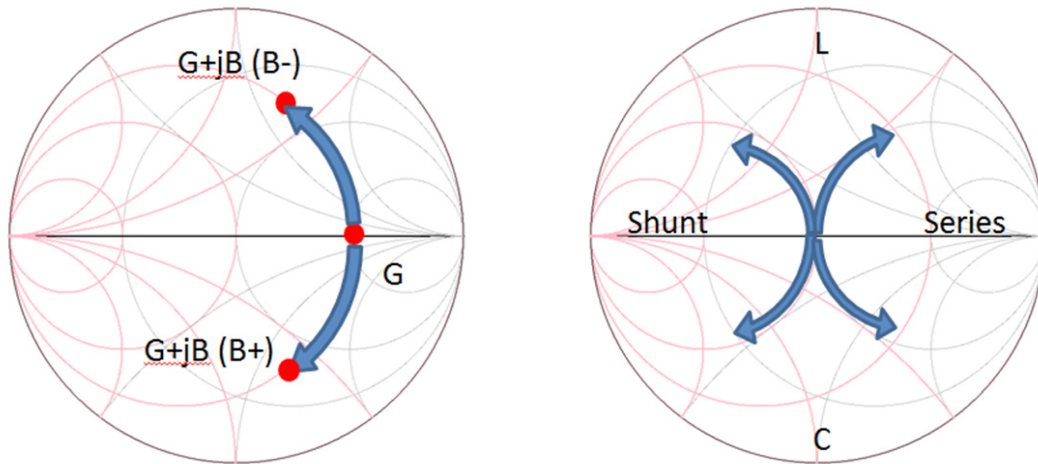 G+jB (B-)
G
G+jB (B+)
L
Shunt
Series
C